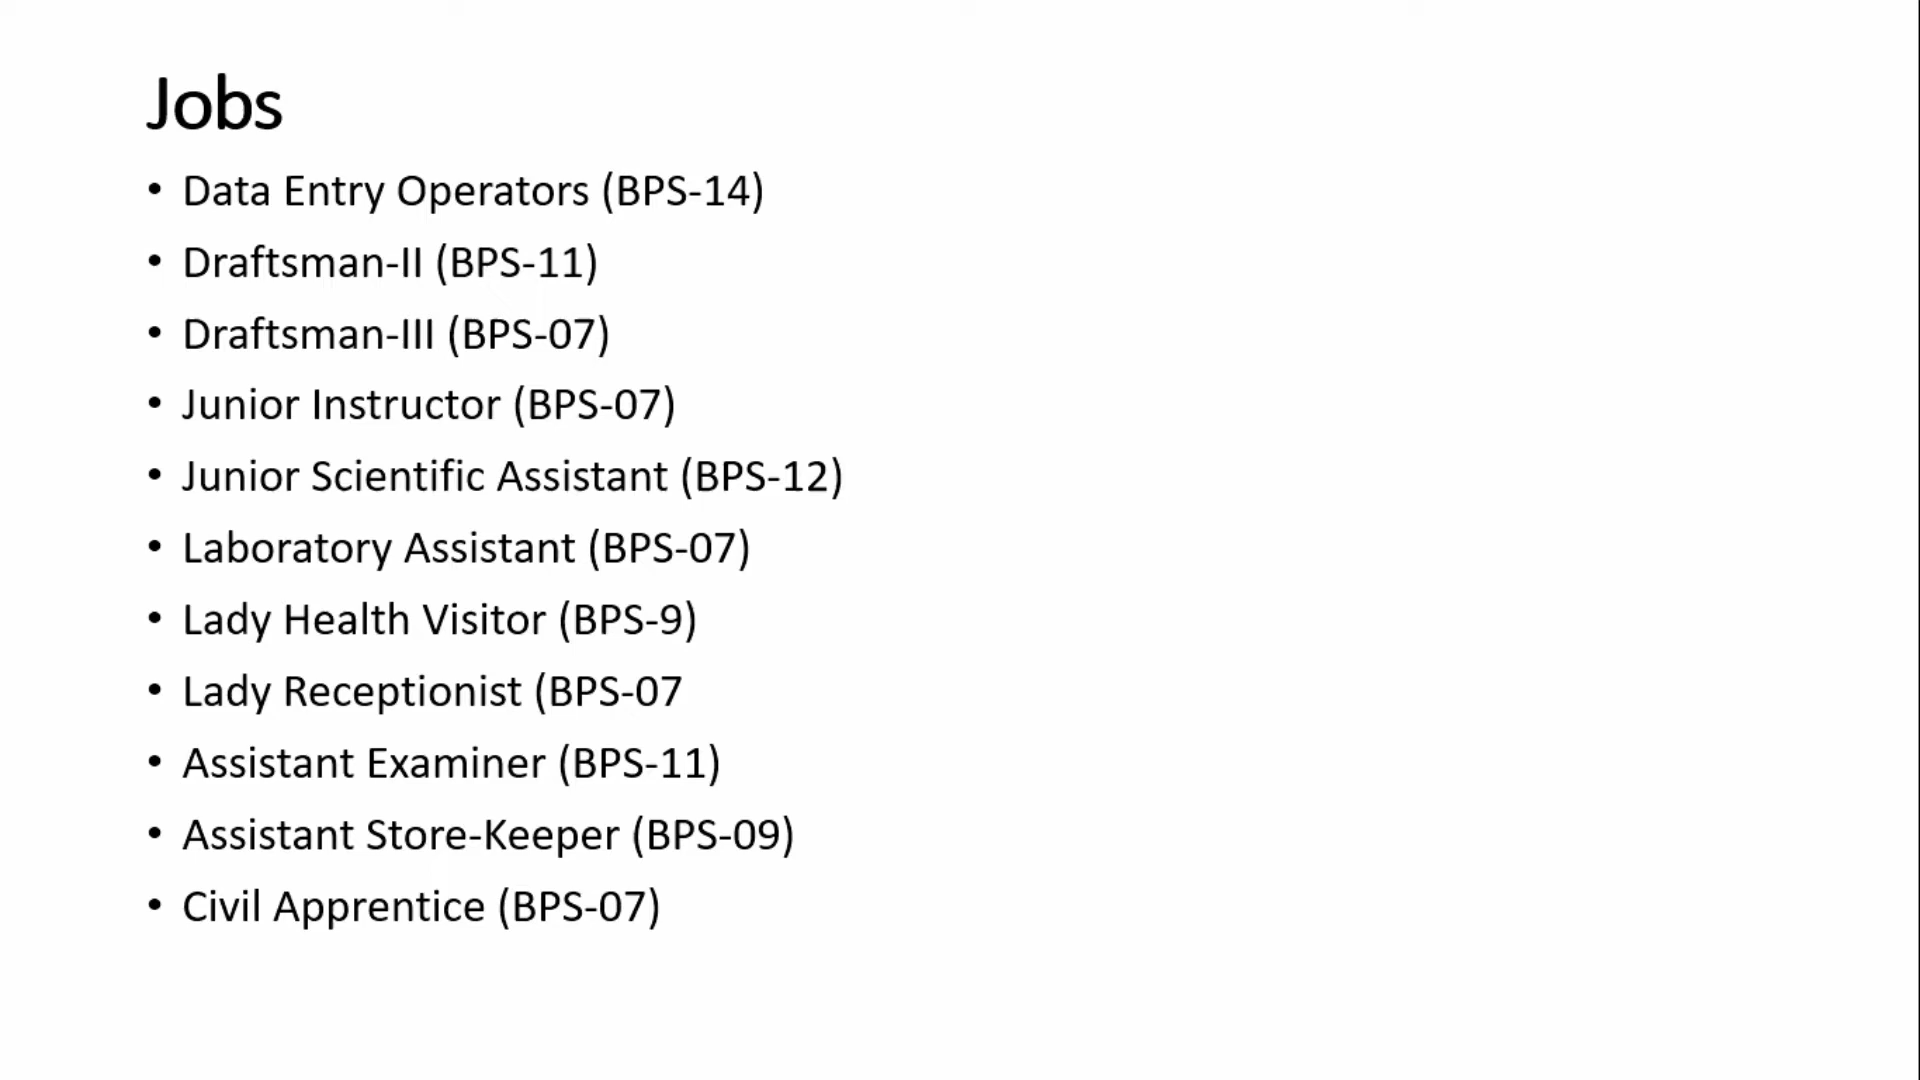 Jobs
• Data Entry Operators (BPS-14)
• Draftsman-II (BPS-11)
• Draftsman-III (BPS-07)
• Junior Instructor (BPS-07)
• Junior Scientific Assistant (BPS-12)
• Laboratory Assistant (BPS-07)
• Lady Health Visitor (BPS-9)
• Lady Receptionist (BPS-07
• Assistant Examiner (BPS-11)
• Assistant Store-Keeper (BPS-09)
• Civil Apprentice (BPS-07)